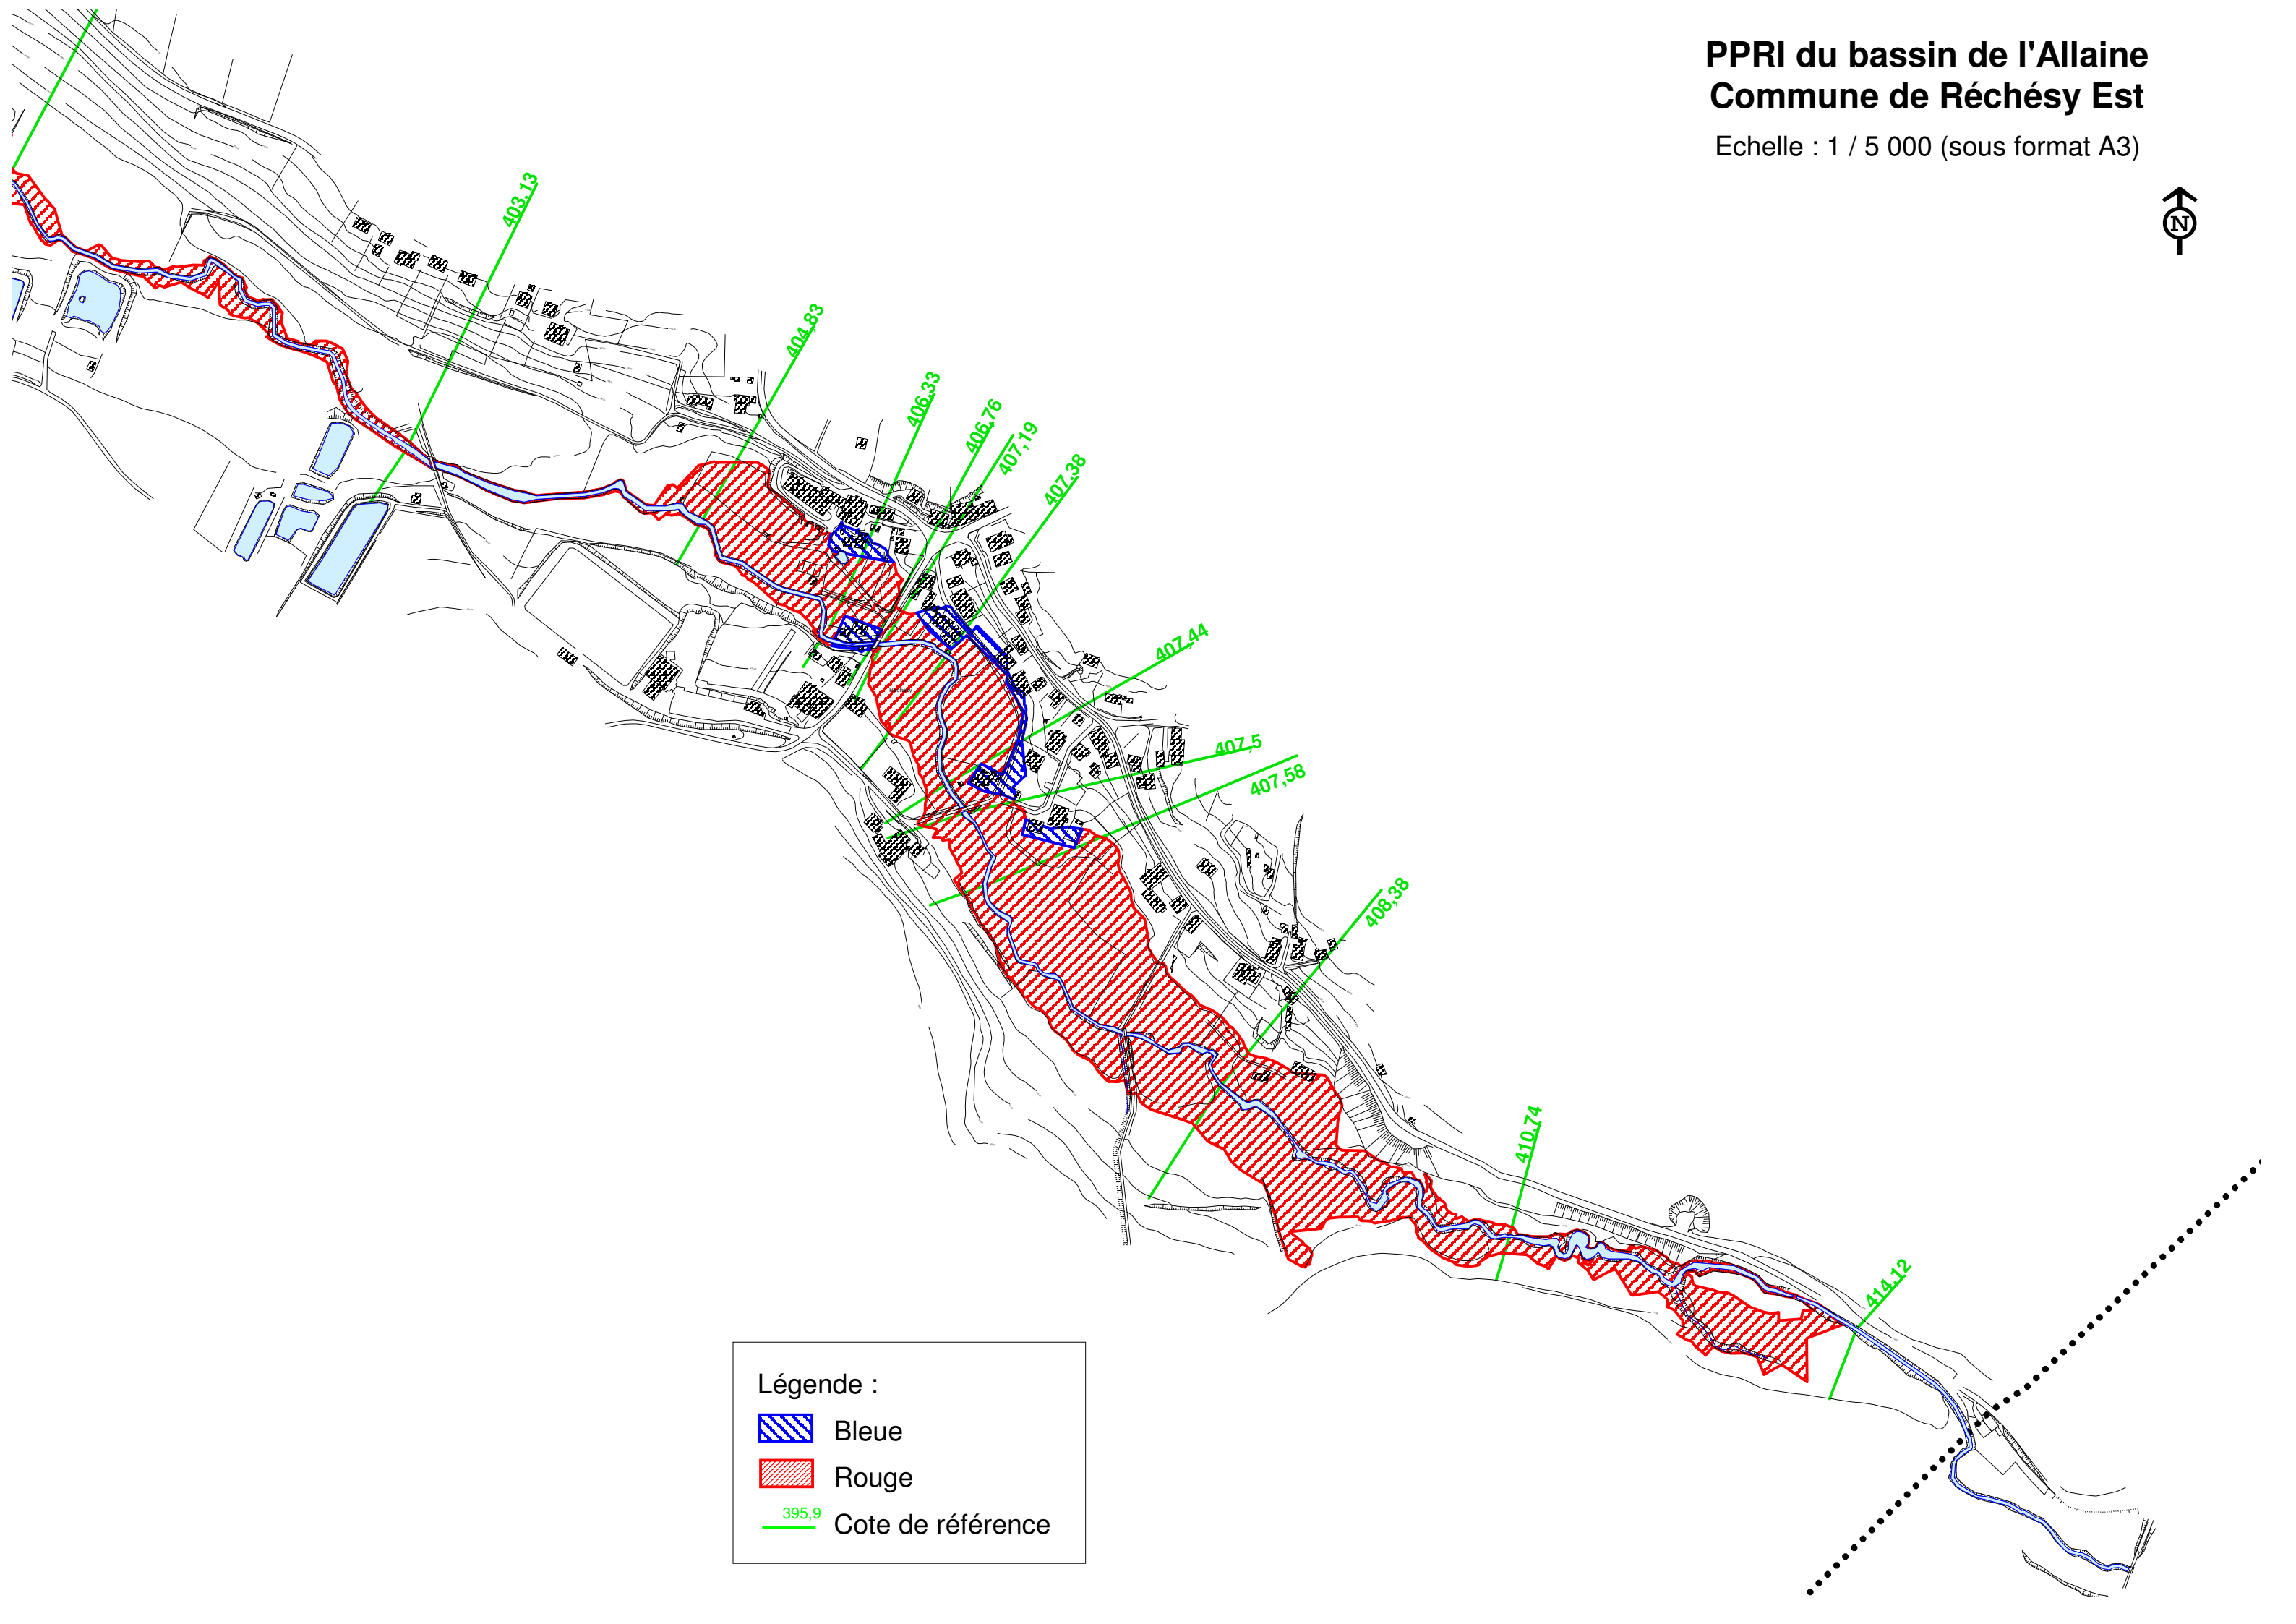 PPRI du bassin de l'Allaine
Commune de Réchésy Est
Echelle : 1 / 5 000 (sous format A3)
N
403,13
404,83
406,33
406,76
407,19
407,38
407,44
407,5
407,58
408,38
410,74
414,12
Légende :
Bleue
Rouge
395,9 Cote de référence